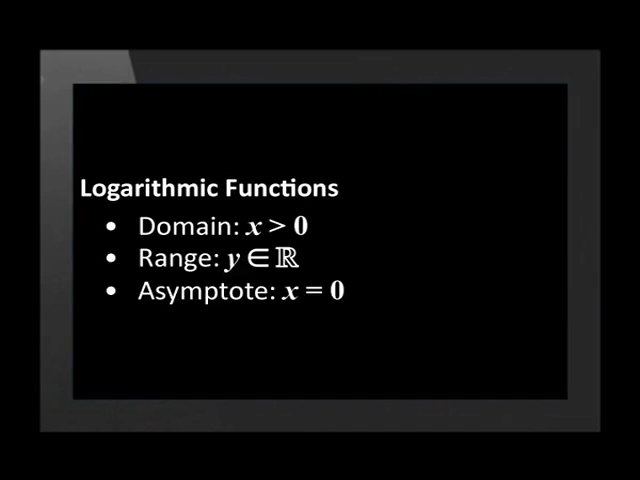 Logarithmic Functions
• Domain: x > 0
• Range: y ∈ ℝ
• Asymptote: x = 0